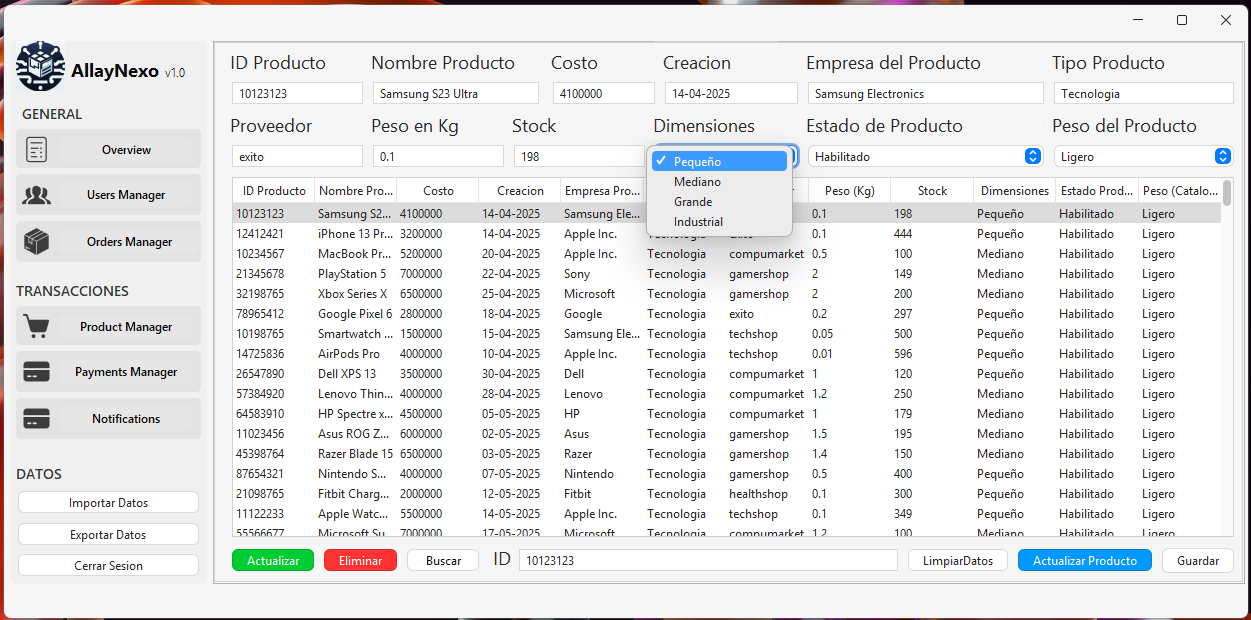 AllayNexo v1.0
GENERAL
Overview
Users Manager
Orders Manager
TRANSACCIONES
Product Manager
Payments Manager
Notifications
DATOS
Importar Datos
Exportar Datos
Cerrar Sesion
ID Producto Nombre Producto Costo Creacion Empresa del Producto Tipo Producto
10123123 Samsung S23 Ultra 4100000 14-04-2025 Samsung Electronics Tecnologia
Proveedor Peso en Kg Stock Dimensiones Estado de Producto Peso del Producto
exito 0.1 198 Habilitado Ligero
Pequeño
Mediano
Grande
Industrial
ID Producto Nombre Pro... Costo Creacion Empresa Pro... Peso (Kg) Stock Dimensiones Estado Prod... Peso (Catalo...
10123123 Samsung S2... 4100000 14-04-2025 Samsung Ele... 0.1 198 Pequeño Habilitado Ligero
12412421 iPhone 13 Pr... 3200000 14-04-2025 Apple Inc. 0.1 444 Pequeño Habilitado Ligero
10234567 MacBook Pr... 5200000 20-04-2025 Apple Inc. Tecnologia compumarket 0.5 100 Mediano Habilitado Ligero
21345678 PlayStation 5 7000000 22-04-2025 Sony Tecnologia gamershop 2 149 Mediano Habilitado Ligero
32198765 Xbox Series X 6500000 25-04-2025 Microsoft Tecnologia gamershop 2 200 Mediano Habilitado Ligero
78965412 Google Pixel 6 2800000 18-04-2025 Google Tecnologia exito 0.2 297 Pequeño Habilitado Ligero
10198765 Smartwatch ... 1500000 15-04-2025 Samsung Ele... Tecnologia techshop 0.05 500 Pequeño Habilitado Ligero
14725836 AirPods Pro 4000000 10-04-2025 Apple Inc. Tecnologia techshop 0.01 596 Pequeño Habilitado Ligero
26547890 Dell XPS 13 3500000 30-04-2025 Dell Tecnologia compumarket 1 120 Pequeño Habilitado Ligero
57384920 Lenovo Thin... 4000000 28-04-2025 Lenovo Tecnologia compumarket 1.2 250 Mediano Habilitado Ligero
64583910 HP Spectre x... 4500000 05-05-2025 HP Tecnologia compumarket 1 179 Mediano Habilitado Ligero
11023456 Asus ROG Z... 6000000 02-05-2025 Asus Tecnologia gamershop 1.5 195 Mediano Habilitado Ligero
45398764 Razer Blade 15 6500000 03-05-2025 Razer Tecnologia gamershop 1.4 150 Mediano Habilitado Ligero
87654321 Nintendo S... 4000000 07-05-2025 Nintendo Tecnologia gamershop 0.5 400 Pequeño Habilitado Ligero
21098765 Fitbit Charg... 2000000 12-05-2025 Fitbit Tecnologia healthshop 0.1 300 Pequeño Habilitado Ligero
11122233 Apple Watc... 5500000 14-05-2025 Apple Inc. Tecnologia techshop 0.1 349 Pequeño Habilitado Ligero
55566677 Microsoft Su... 7000000 17-05-2025 Microsoft Tecnologia compumarket 1.2 100 Mediano Habilitado Ligero
Actualizar Eliminar Buscar ID 10123123 LimpiarDatos Actualizar Producto Guardar